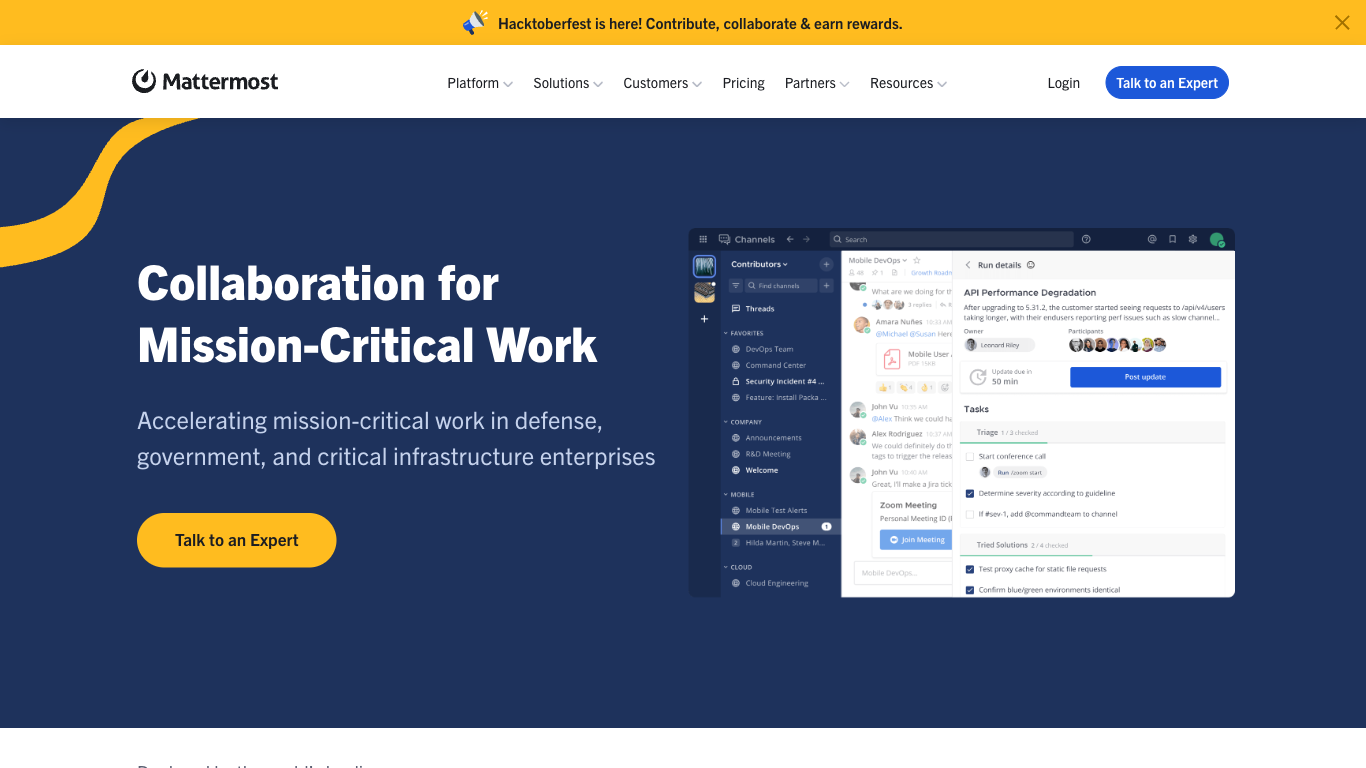 Hacktoberfest is here! Contribute, collaborate & earn rewards.
Mattermost
Platform
Solutions
Customers
Pricing
Partners
Resources
Login
Talk to an Expert
Collaboration for
Mission-Critical Work
Accelerating mission-critical work in defense,
government, and critical infrastructure enterprises
Talk to an Expert
Channels
Search
Contributors
Find channels
Threads
FAVORITES
DevOps Team
Command Center
Security Incident #4 ...
Feature: Install Packa ...
COMPANY
Announcements
R&D Meeting
Welcome
MOBILE
Mobile Test Alerts
Mobile DevOps 1
2 Hilda Martin, Steve M...
CLOUD
Cloud Engineering
Mobile DevOps
Growth Roadm
What are we doing for th
3 replies
Amara Nuñes 10:33 AM
@Michael @Susan Here
Mobile User
John Vu 10:35 AM
@Alex Think we could ha
Alex Rodriguez 10:37 AM
We could definitely do th
tags to trigger the releas
John Vu 10:40 AM
Great, I'll make a Jira tick
Zoom Meeting
Personal Meeting ID (
Join Meeting
Mobile DevOps...
Run details
API Performance Degradation
After upgrading to 5.31.2, the customer started seeing requests to /api/v4/users
taking longer, with their endusers reporting perf issues such as slow channel...
Owner
Participants
Leonard Riley
Update due in
50 min
Post update
Tasks
Triage 1 / 3 checked
Start conference call
Run /zoom start
Determine severity according to guideline
If #sev-1, add @commandteam to channel
Tried Solutions 2 / 4 checked
Test proxy cache for static file requests
Confirm blue/green environments identical